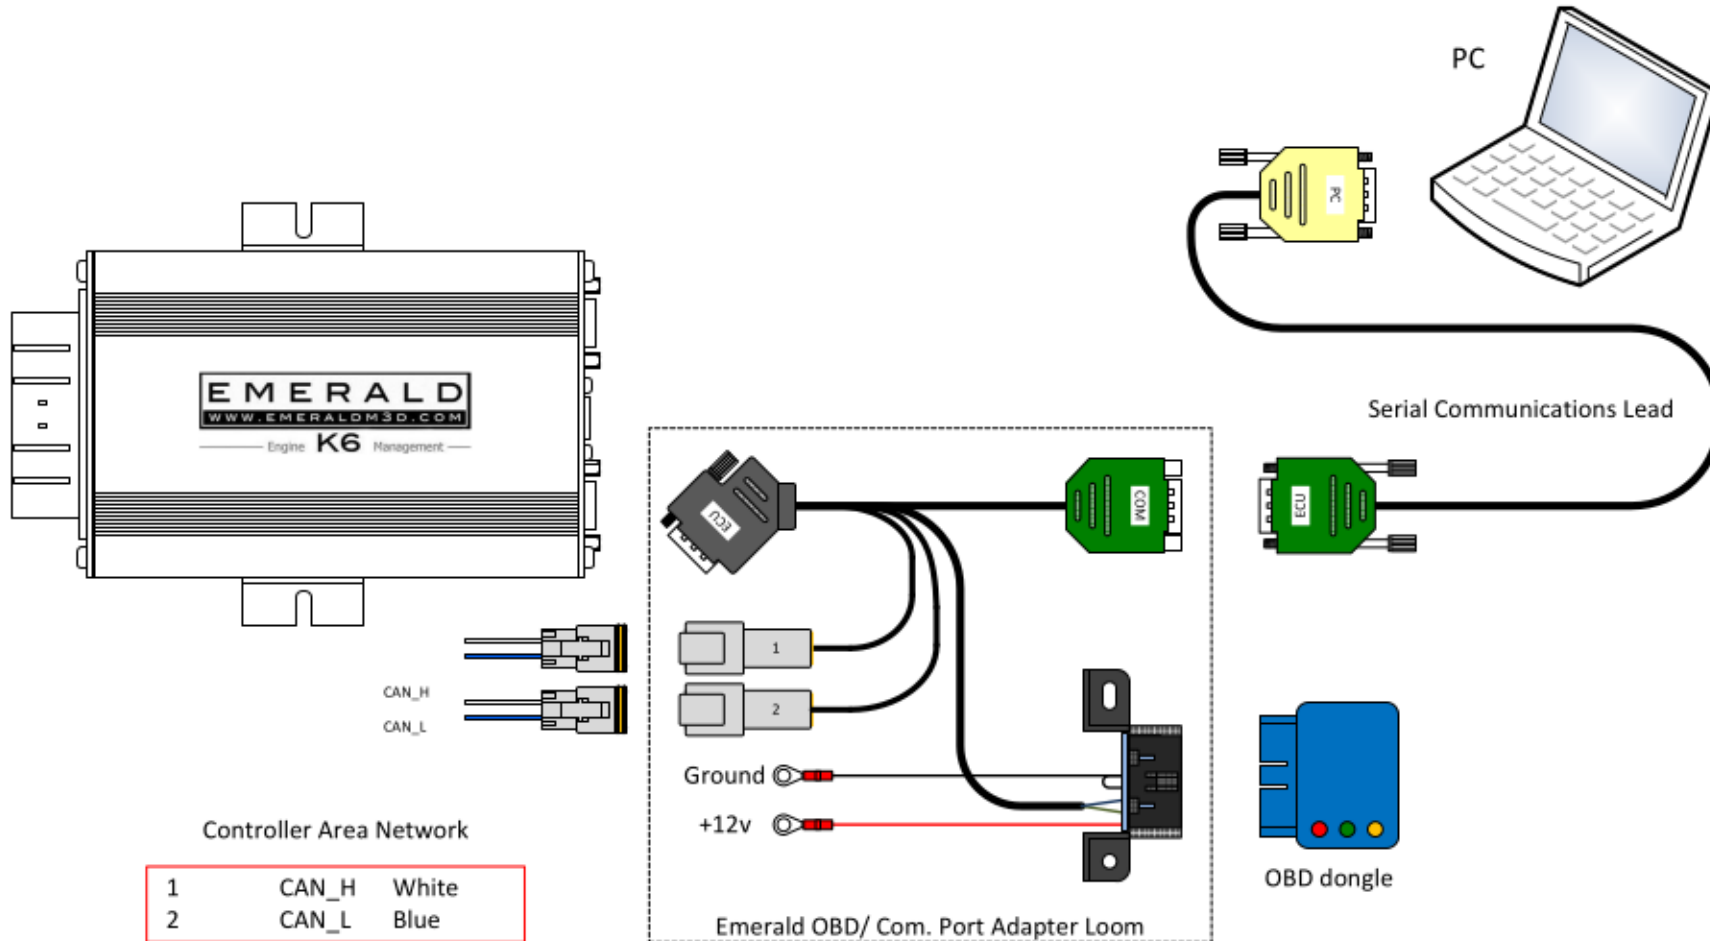 PC
PC
EMERALD
WWW.EMERALDM3D.COM
Engine K6 Management
Serial Communications Lead
ECU
COM
ECU
1
CAN_H
2
CAN_L
Ground
+12v
Controller Area Network
OBD dongle
1 CAN_H White
2 CAN_L Blue
Emerald OBD/ Com. Port Adapter Loom